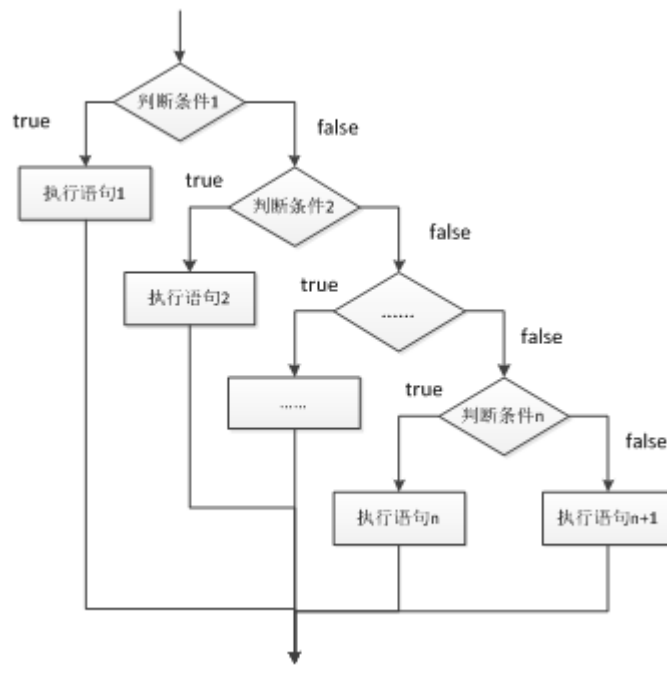 判断条件1
true
false
执行语句1
true
判断条件2
false
执行语句2
true
......
false
......
true
判断条件n
false
执行语句n
执行语句n+1